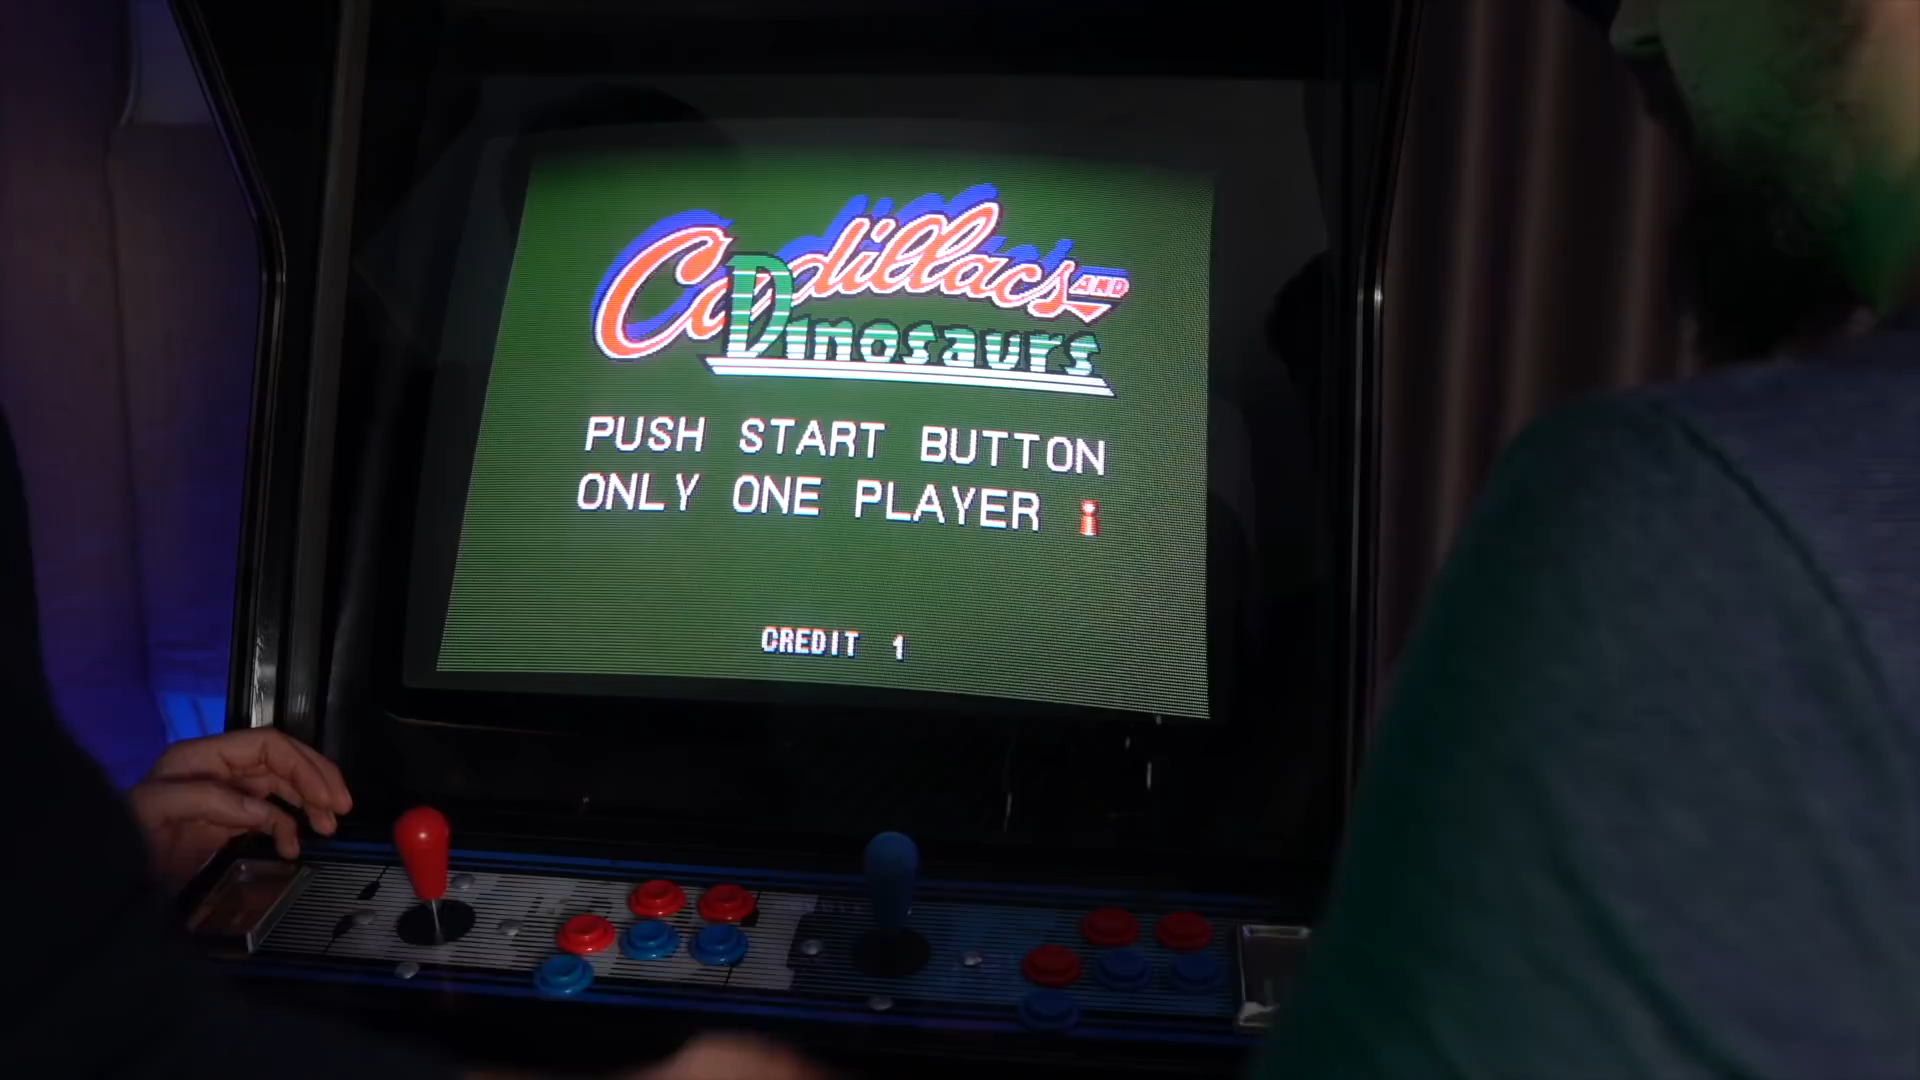 Cadillacs AND
Dinosaurs
PUSH START BUTTON
ONLY ONE PLAYER
CREDIT 1